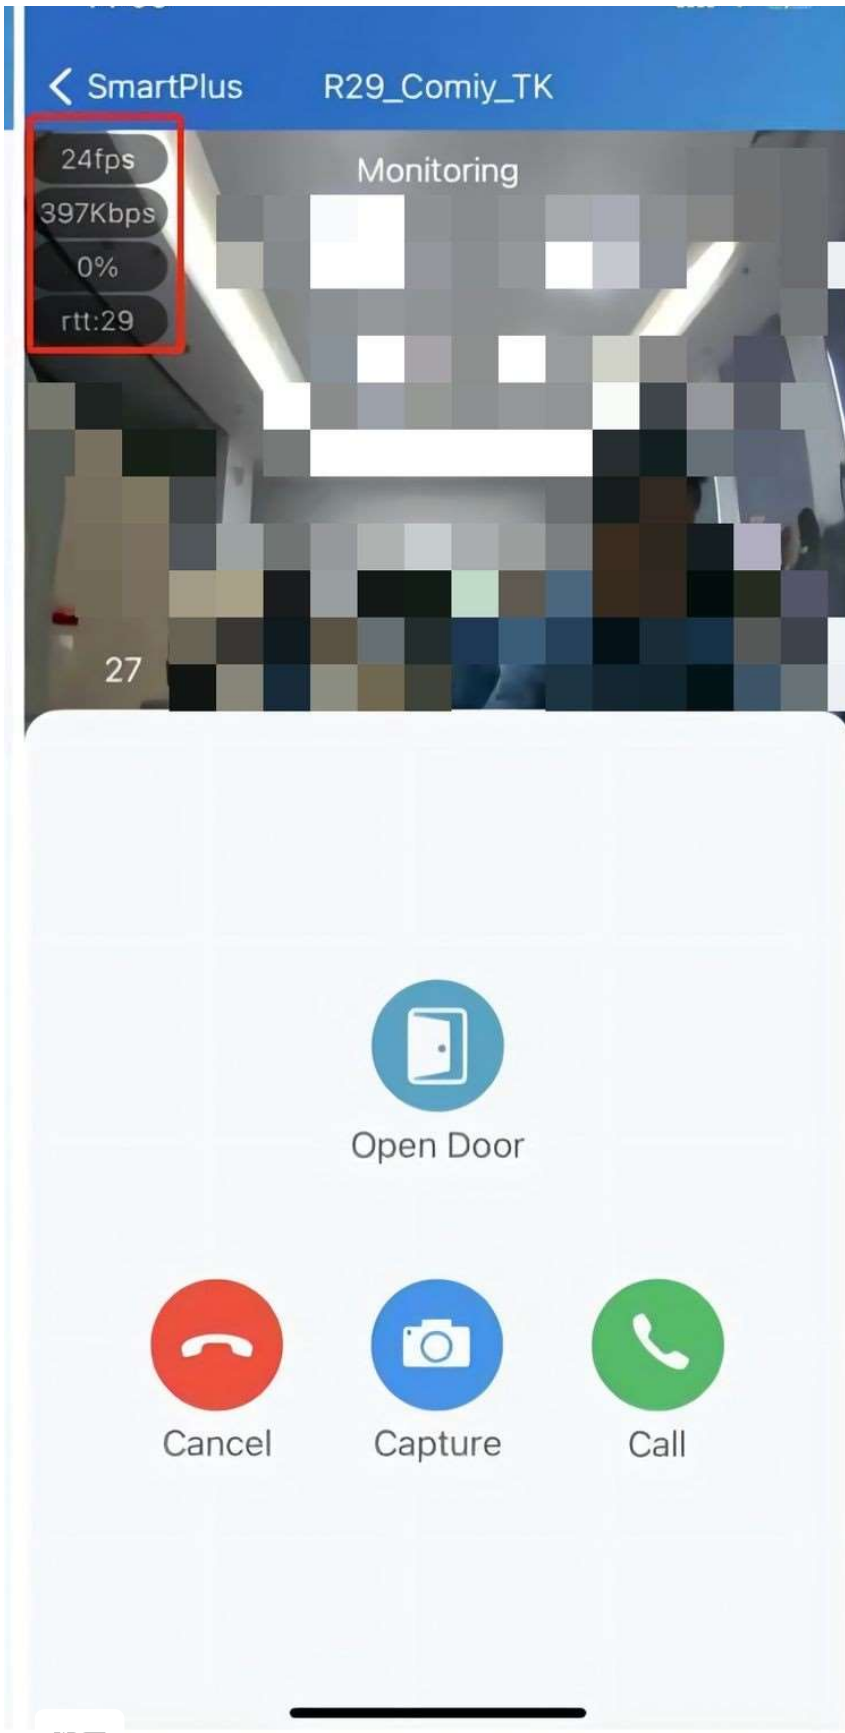 SmartPlus R29_Comiy_TK
24fps
Monitoring
397Kbps
0%
rtt:29
27
Open Door
Cancel Capture Call